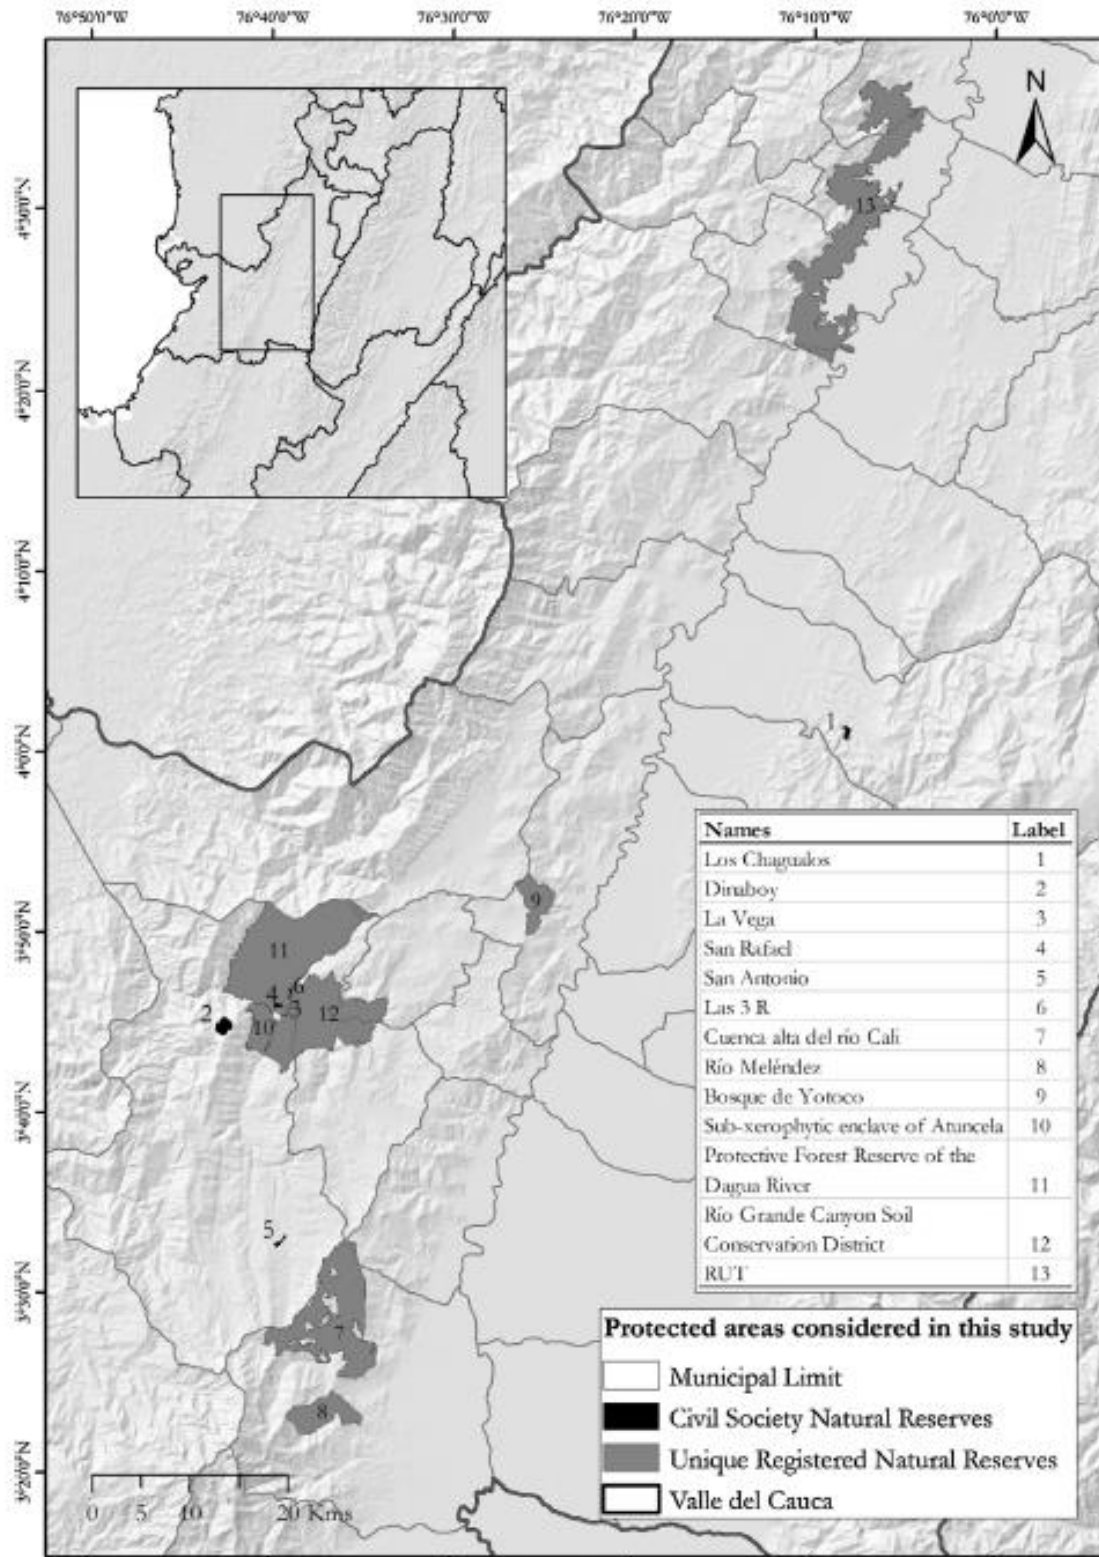 76°50'0"W 76°40'0"W 76°30'0"W 76°20'0"W 76°10'0"W 76°0'0"W
N
4°30'0"N
4°20'0"N
4°10'0"N
4°0'0"N
3°50'0"N
3°40'0"N
3°30'0"N
3°20'0"N
13
1
9
11
6
4
3
2
10
12
5
7
8
Names Label
Los Chagualos 1
Dinaboy 2
La Vega 3
San Rafael 4
San Antonio 5
Las 3 R 6
Cuenca alta del río Cali 7
Río Meléndez 8
Bosque de Yotoco 9
Sub-xerophytic enclave of Atuncela 10
Protective Forest Reserve of the
Dagua River 11
Río Grande Canyon Soil
Conservation District 12
RUT 13
Protected areas considered in this study
Municipal Limit
Civil Society Natural Reserves
Unique Registered Natural Reserves
Valle del Cauca
0 5 10 20 Kms